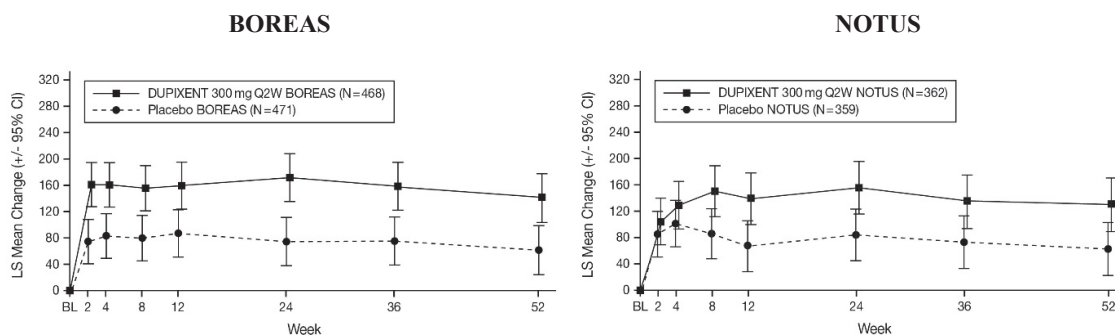 BOREAS
LS Mean Change (+/- 95% CI)
320
280
240
200
160
120
80
40
0
DUPIXENT 300 mg Q2W BOREAS (N=468)
Placebo BOREAS (N=471)
BL 2 4 8 12 24 36 52
Week
NOTUS
LS Mean Change (+/- 95% CI)
320
280
240
200
160
120
80
40
0
DUPIXENT 300 mg Q2W NOTUS (N=362)
Placebo NOTUS (N=359)
BL 2 4 8 12 24 36 52
Week